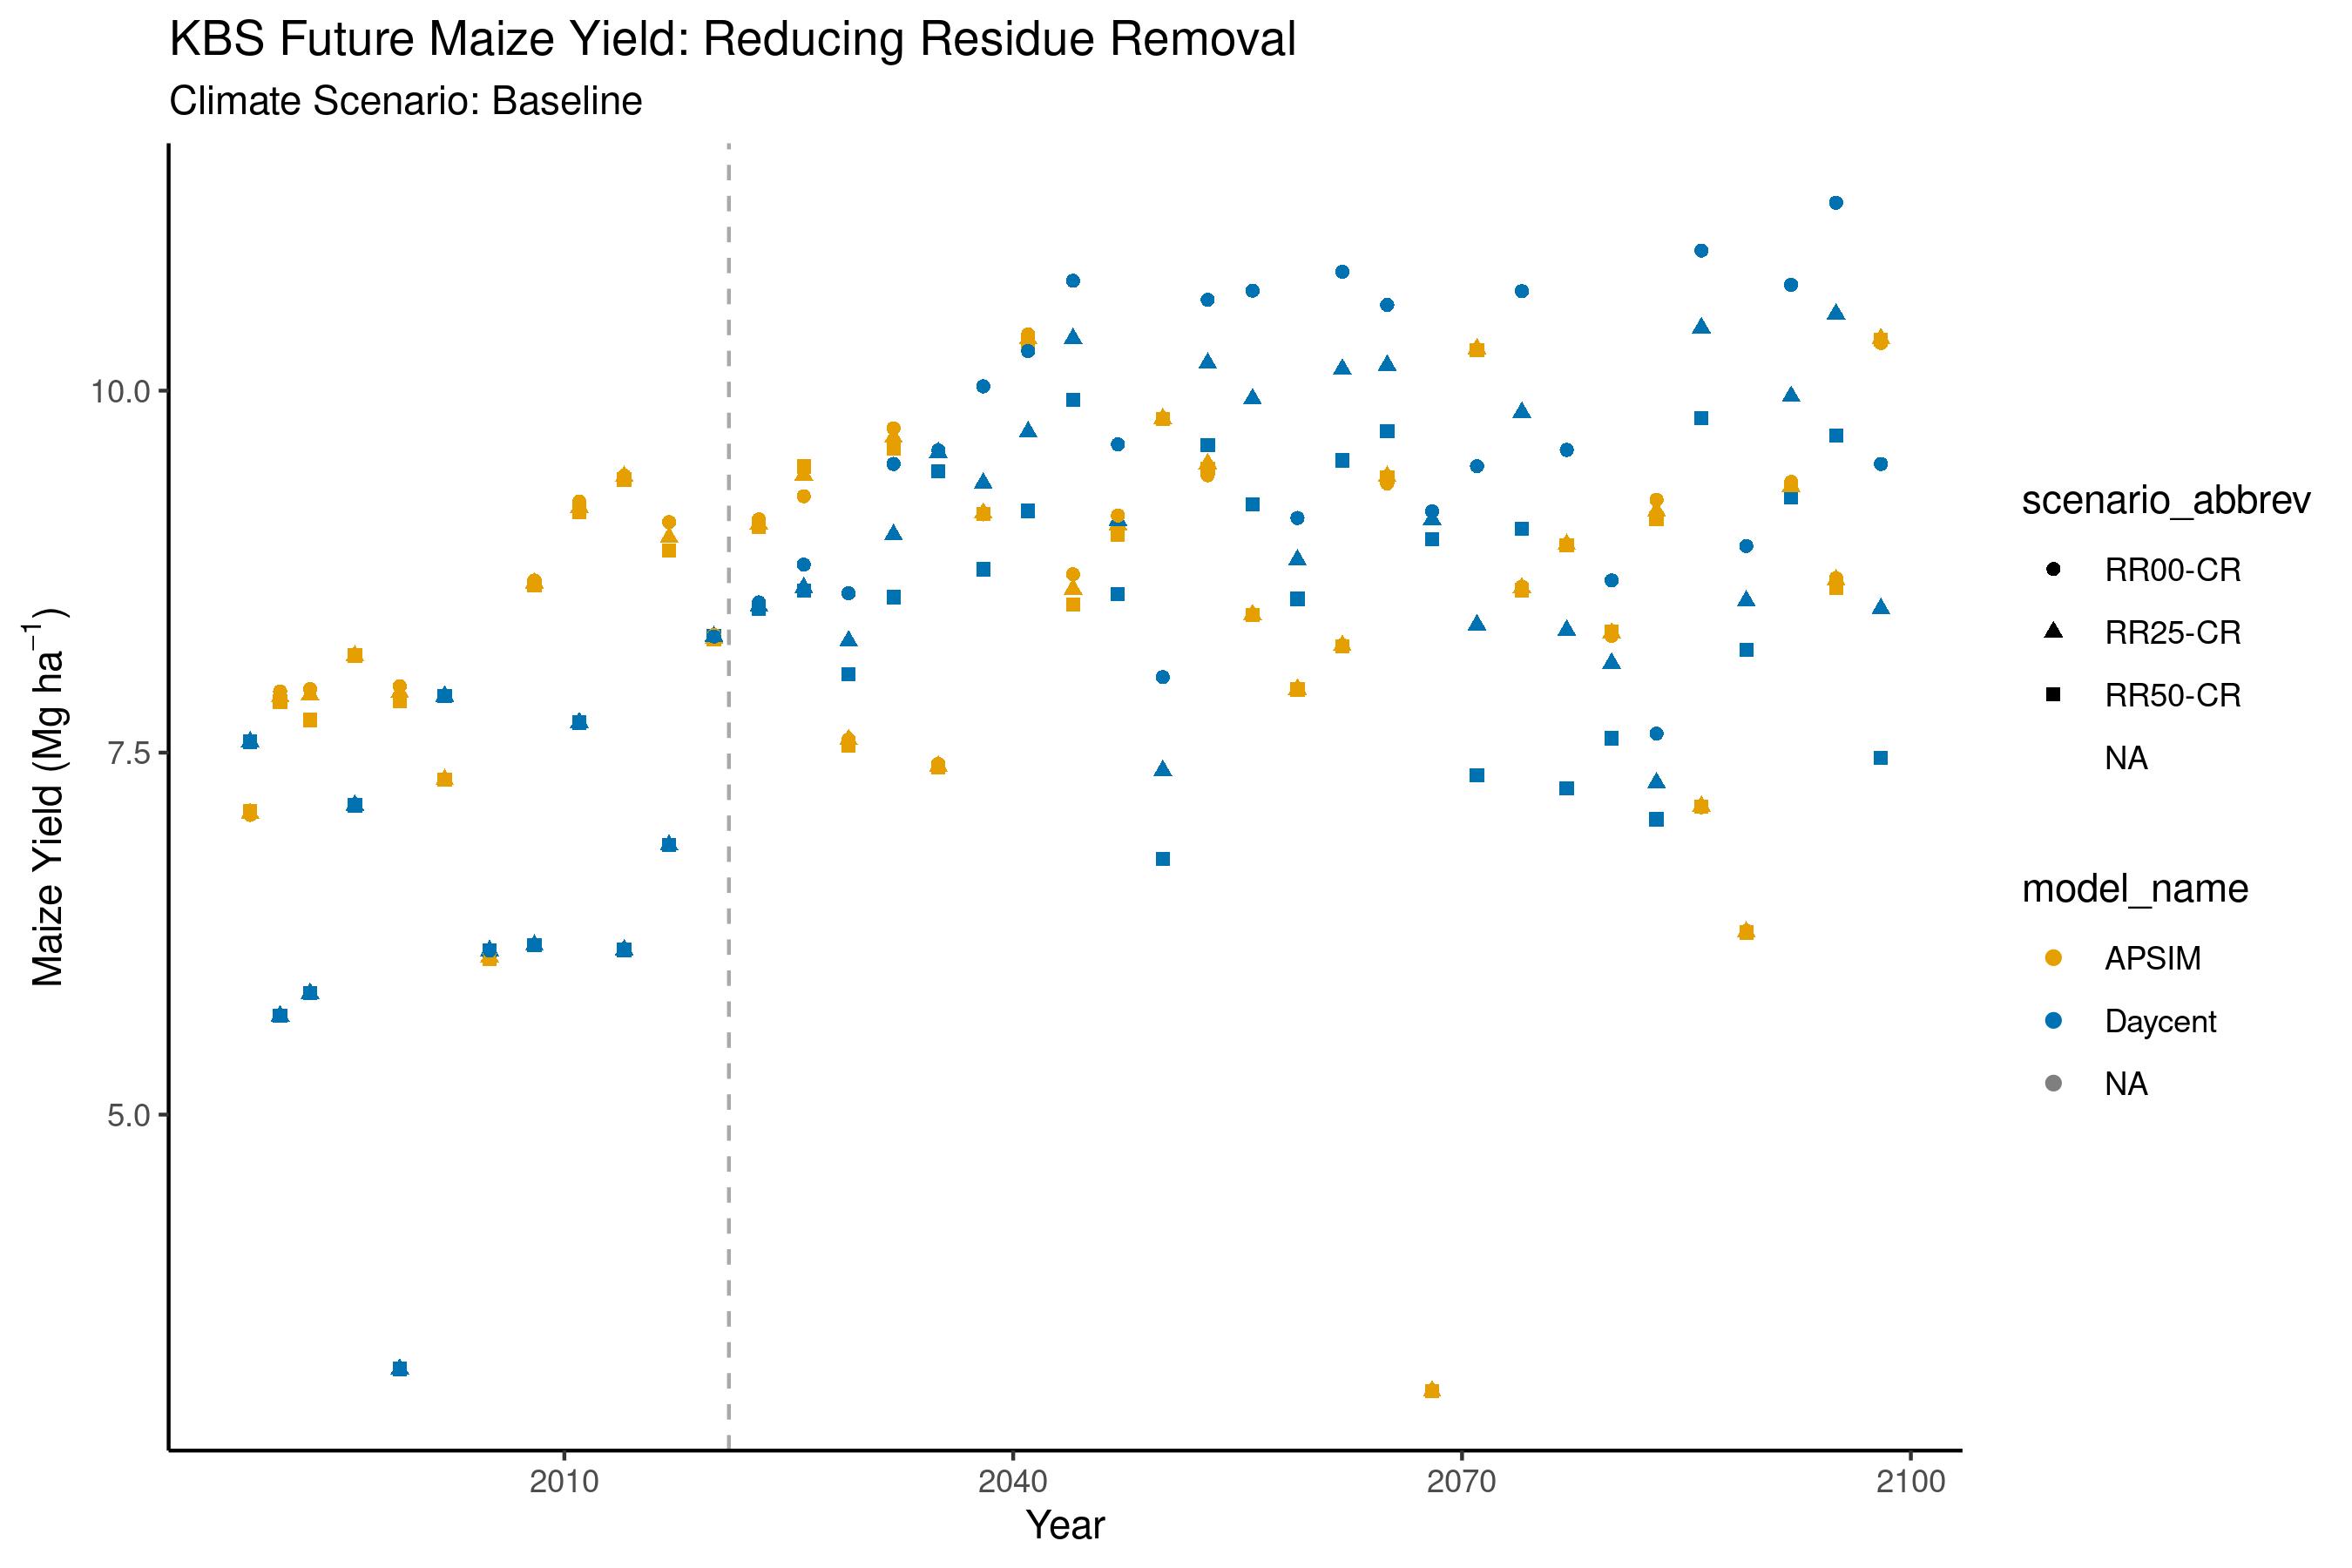 KBS Future Maize Yield: Reducing Residue Removal
Climate Scenario: Baseline
Maize Yield (Mg ha⁻¹)
10.0
7.5
5.0
2010
2040
2070
2100
Year
scenario_abbrev
RR00-CR
RR25-CR
RR50-CR
NA
model_name
APSIM
Daycent
NA